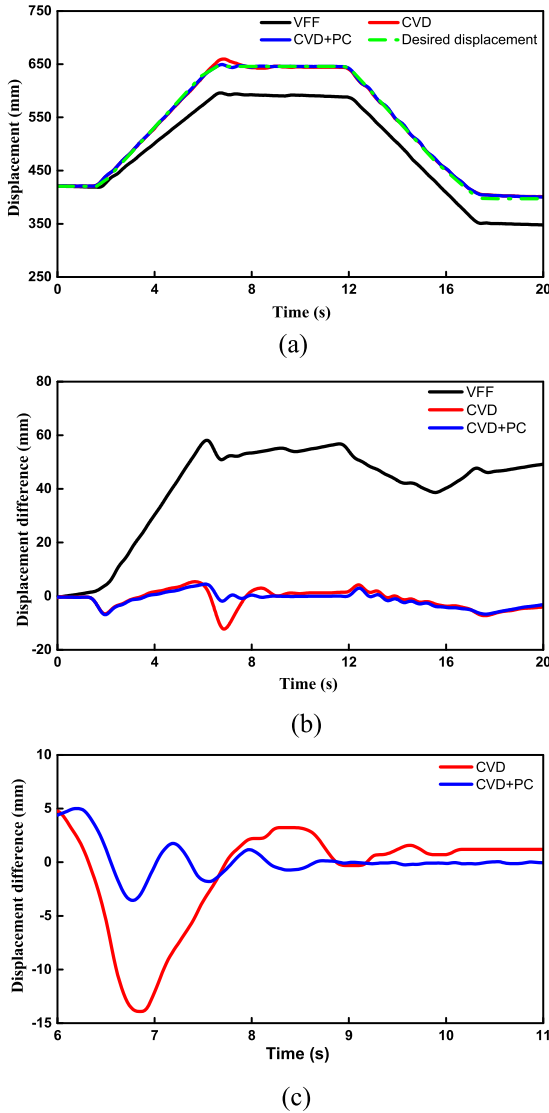 750
650
550
450
350
250
Displacement (mm)
VFF
CVD
CVD+PC
Desired displacement
0
4
8
12
16
20
Time (s)
(a)
80
60
40
20
0
-20
Displacement difference (mm)
VFF
CVD
CVD+PC
0
4
8
12
16
20
Time (s)
(b)
10
5
0
-5
-10
-15
Displacement difference (mm)
CVD
CVD+PC
6
7
8
9
10
11
Time (s)
(c)